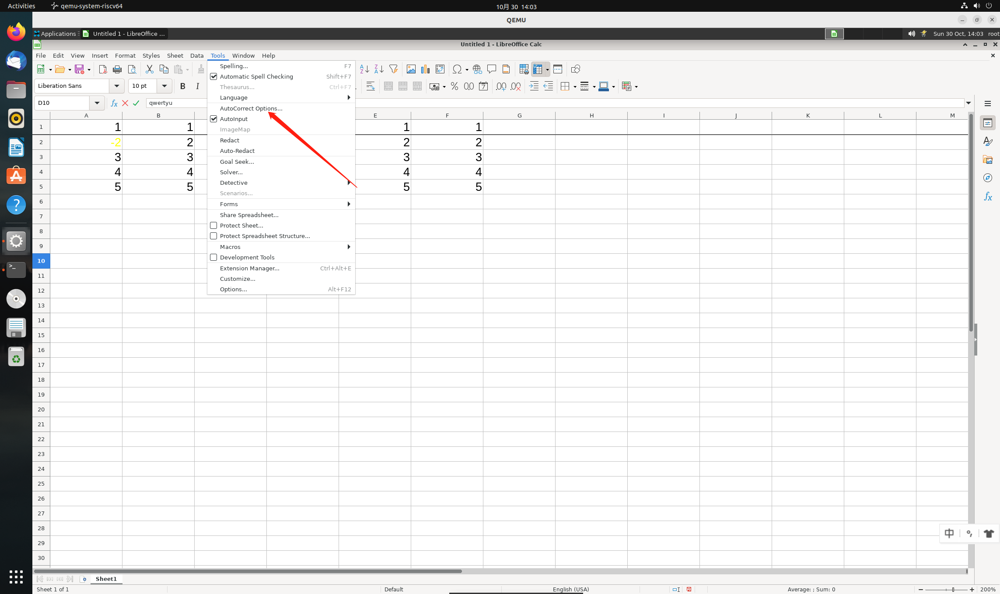 Activities qemu-system-riscv64 10月 30 14:03
QEMU
Applications Untitled 1 - LibreOffice ... Sun 30 Oct, 14:03 root
Untitled 1 - LibreOffice Calc
File Edit View Insert Format Styles Sheet Data Tools Window Help
Liberation Sans 10 pt B I
D10 qwertyu
Spelling... F7
Automatic Spell Checking Shift+F7
Thesaurus... Ctrl+F7
Language
AutoCorrect Options...
AutoInput
ImageMap
Redact
Auto-Redact
Goal Seek...
Solver...
Detective
Scenarios...
Forms
Share Spreadsheet...
Protect Sheet...
Protect Spreadsheet Structure...
Macros
Development Tools
Extension Manager... Ctrl+Alt+E
Customize...
Options... Alt+F12
A B E F G H I J K L M
1 1 1 1 1
2 -2 2 2 2
3 3 3 3 3
4 4 4 4 4
5 5 5 5 5
6
7
8
9
10
11
12
13
14
15
16
17
18
19
20
21
22
23
24
25
26
27
28
29
30
中
Sheet1
Sheet 1 of 1 Default English (USA) Average: ; Sum: 0 200%